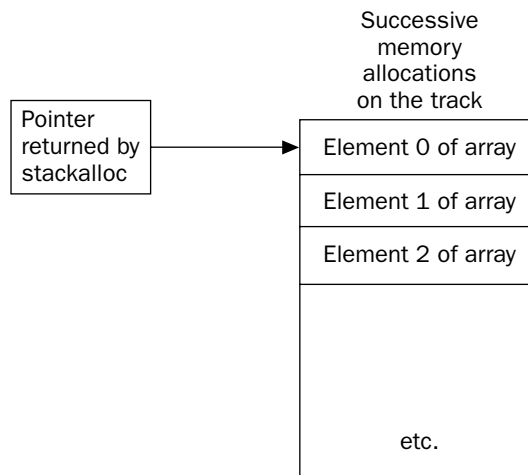 Successive
memory
allocations
on the track
Pointer
returned by
stackalloc
Element 0 of array
Element 1 of array
Element 2 of array
etc.